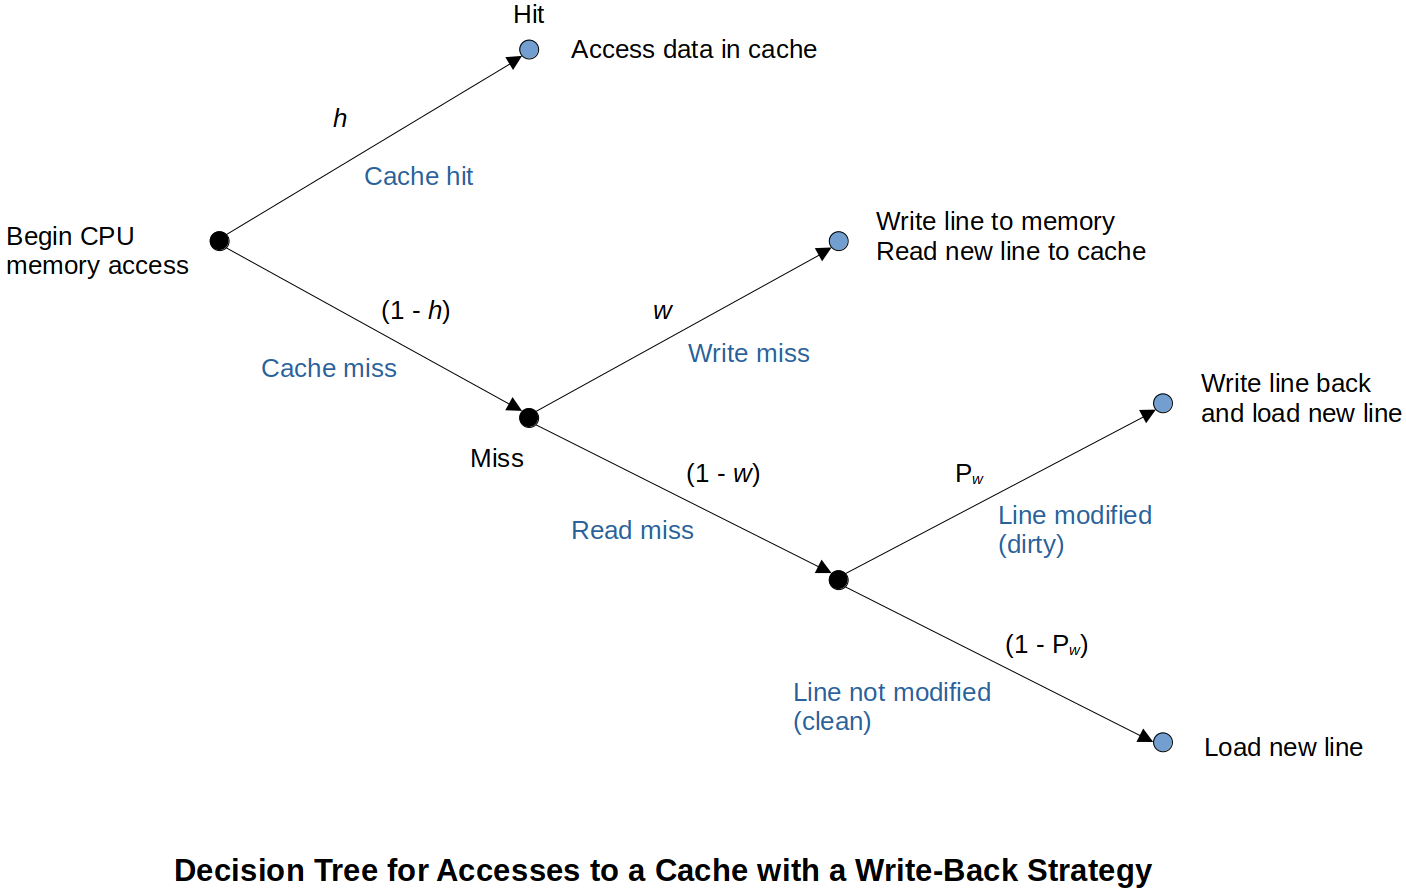 Hit
Access data in cache
h
Cache hit
Begin CPU
memory access
(1 - h)
Cache miss
Write line to memory
Read new line to cache
w
Write miss
Miss
(1 - w)
Read miss
Write line back
and load new line
Pw
Line modified
(dirty)
(1 - Pw)
Line not modified
(clean)
Load new line
Decision Tree for Accesses to a Cache with a Write-Back Strategy